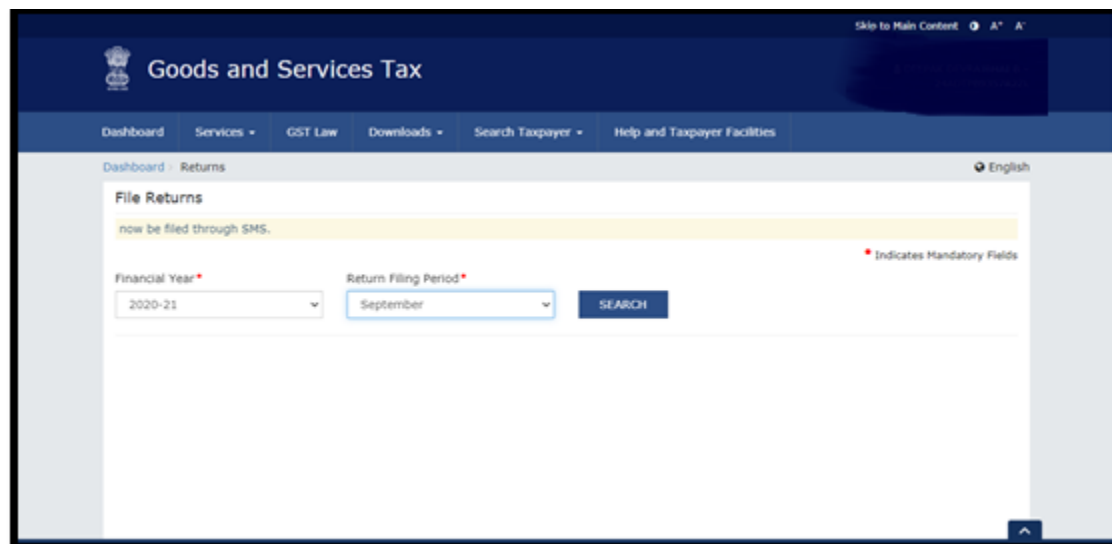 Skip to Main Content A+ A-
Goods and Services Tax
Dashboard Services GST Law Downloads Search Taxpayer Help and Taxpayer Facilities
Dashboard > Returns English
File Returns
now be filed through SMS.
* Indicates Mandatory Fields
Financial Year* Return Filing Period*
2020-21 September SEARCH